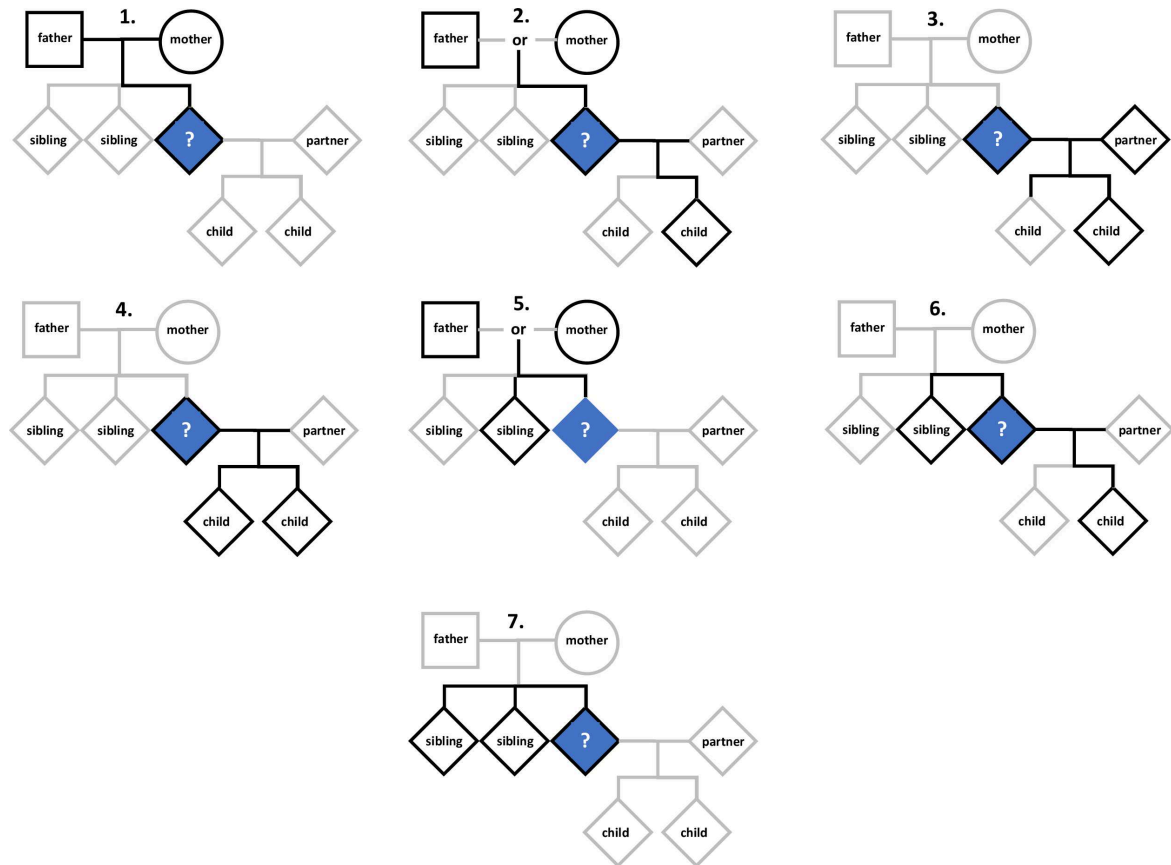 1.
father
mother
sibling
sibling
?
partner
child
child
2.
father
or
mother
sibling
sibling
?
partner
child
child
3.
father
mother
sibling
sibling
?
partner
child
child
4.
father
mother
sibling
sibling
?
partner
child
child
5.
father
or
mother
sibling
sibling
?
partner
child
child
6.
father
mother
sibling
sibling
?
partner
child
child
7.
father
mother
sibling
sibling
?
partner
child
child